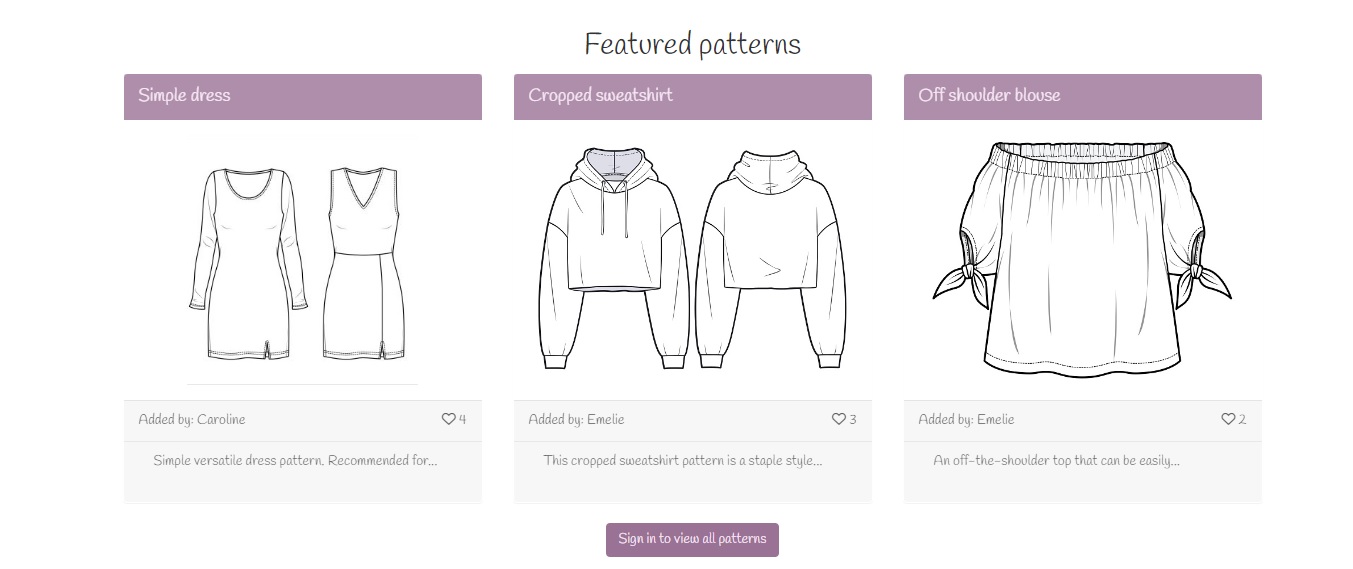 Featured patterns
Simple dress
Cropped sweatshirt
Off shoulder blouse
Added by: Caroline
4
Added by: Emelie
3
Added by: Emelie
2
Simple versatile dress pattern. Recommended for...
This cropped sweatshirt pattern is a staple style...
An off-the-shoulder top that can be easily...
Sign in to view all patterns